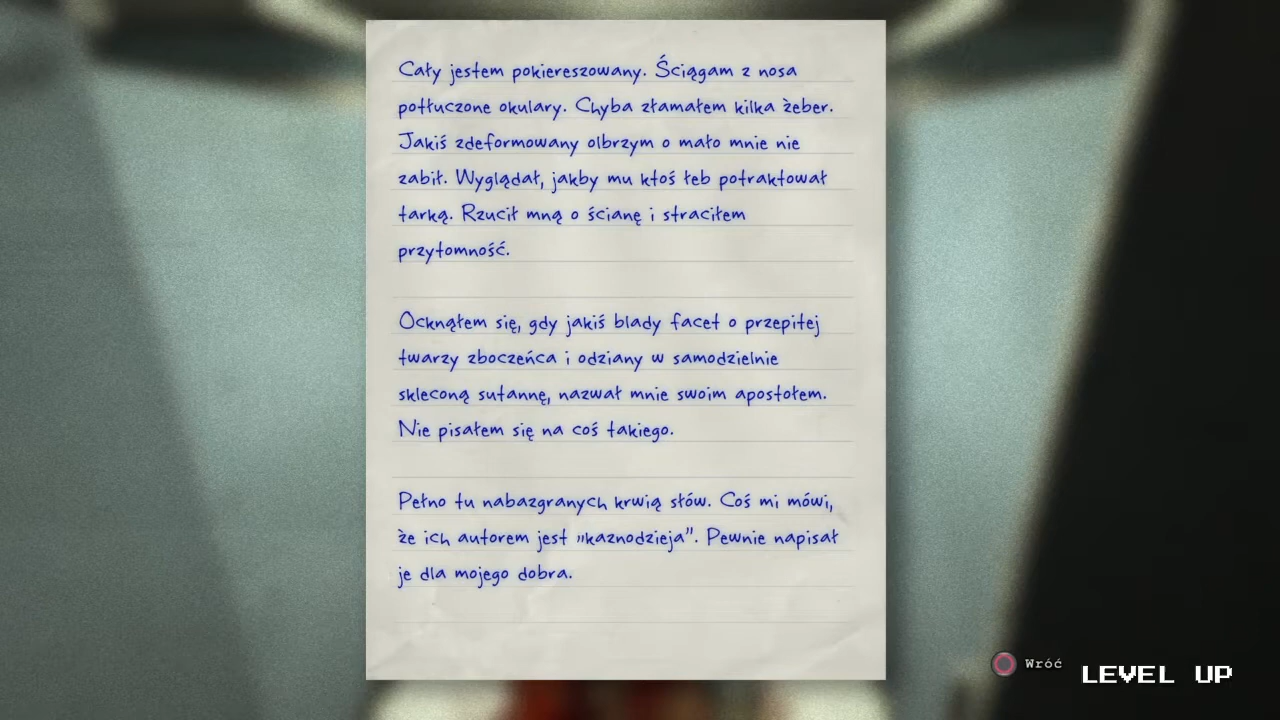 Cały jestem pokiereszowany. Ściągam z nosa
potłuczone okulary. Chyba złamałem kilka żeber.
Jakiś zdeformowany olbrzym o mało mnie nie
zabił. Wyglądał, jakby mu ktoś łeb potraktował
tarką. Rzucił mną o ścianę i straciłem
przytomność.
Ocknąłem się, gdy jakiś blady facet o przepitej
twarzy zboczeńca i odziany w samodzielnie
skleconą sutannę, nazwał mnie swoim apostołem.
Nie pisałem się na coś takiego.
Pełno tu nabazgranych krwią słów. Coś mi mówi,
że ich autorem jest „kaznodzieja”. Pewnie napisał
je dla mojego dobra.
Wróć
LEVEL UP